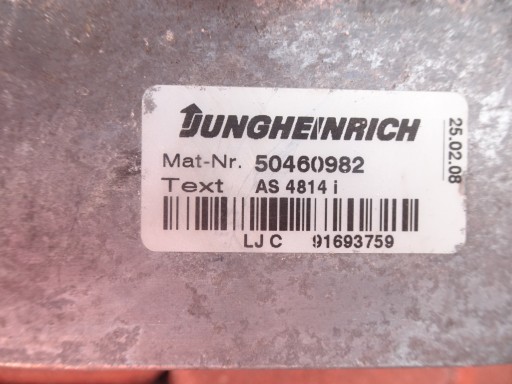 JUNGHEINRICH
Mat-Nr. 50460982
Text AS 4814 i
LJ C 91693759
25.02.08